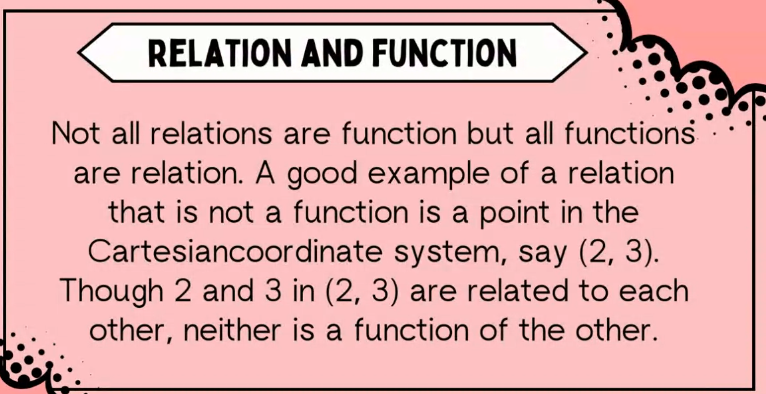 RELATION AND FUNCTION
Not all relations are function but all functions
are relation. A good example of a relation
that is not a function is a point in the
Cartesiancoordinate system, say (2, 3).
Though 2 and 3 in (2, 3) are related to each
other, neither is a function of the other.